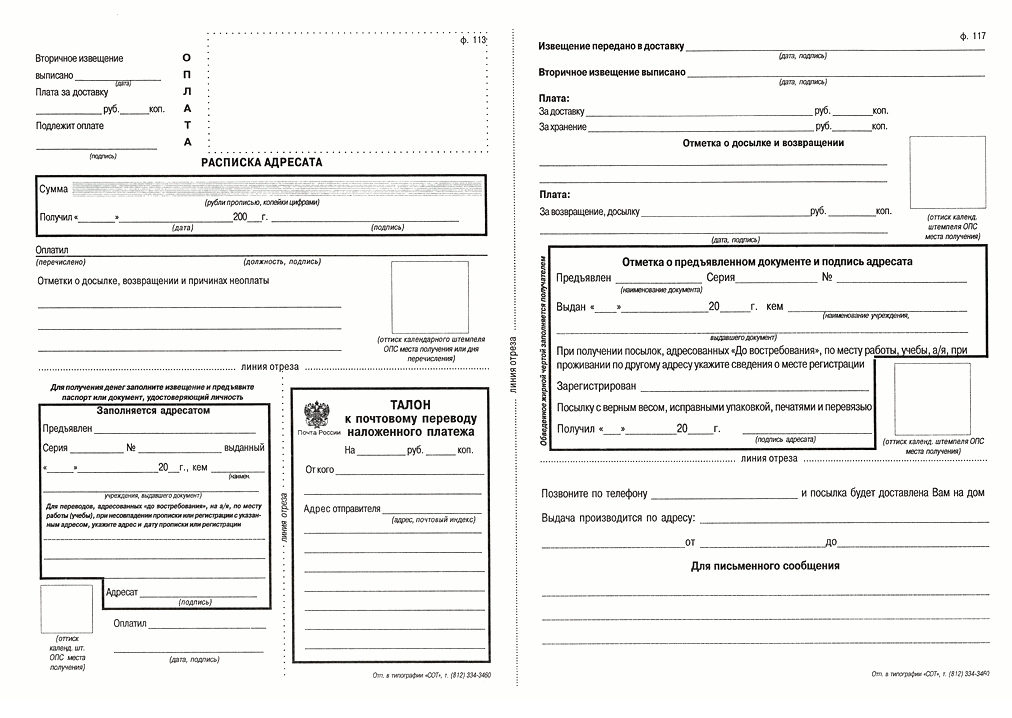 ф. 113
Вторичное извещение
выписано
(дата)
Плата за доставку
руб. коп.
Подлежит оплате
(подпись)
О
П
Л
А
Т
А
РАСПИСКА АДРЕСАТА
Сумма
(рубли прописью, копейки цифрами)
Получил « » 200 г.
(дата) (подпись)
Оплатил
(перечислено) (должность, подпись)
Отметки о досылке, возвращении и причинах неоплаты
(оттиск календарного штемпеля
ОПС места получения или дня
перечисления)
линия отреза
Для получения денег заполните извещение и предъявите
паспорт или документ, удостоверяющий личность
Заполняется адресатом
Предъявлен
Серия № выданный
« » 20 г., кем
(наимен.
учреждения, выдавшего документ)
Для переводов, адресованных «до востребования», на а/я, по месту
работы (учебы), при несовпадении прописки или регистрации с указан-
ным адресом, укажите адрес и дату прописки или регистрации
Адресат
(подпись)
(оттиск
календ. шт.
ОПС места
получения)
Оплатил
(дата, подпись)
линия отреза
Почта России
ТАЛОН
к почтовому переводу
наложенного платежа
На руб. коп.
От кого
Адрес отправителя
(адрес, почтовый индекс)
Отп. в типографии «СОТ», т. (812) 334-3460
линия отреза
ф. 117
Извещение передано в доставку
(дата, подпись)
Вторичное извещение выписано
(дата, подпись)
Плата:
За доставку руб. коп.
За хранение руб. коп.
Отметка о досылке и возвращении
Плата:
За возвращение, досылку руб. коп.
(дата, подпись)
(оттиск календ.
штемпеля ОПС
места получения)
Обведенное жирной чертой заполняется получателем
Отметка о предъявленном документе и подпись адресата
Предъявлен Серия №
(наименование документа)
Выдан « » 20 г. кем
(наименование учреждения,
выдавшего документ)
При получении посылок, адресованных «До востребования», по месту работы, учебы, а/я, при
проживании по другому адресу укажите сведения о месте регистрации
Зарегистрирован
Посылку с верным весом, исправными упаковкой, печатями и перевязью
Получил « » 20 г.
(подпись адресата)
(оттиск календ. штемпеля ОПС
места получения)
линия отреза
Позвоните по телефону и посылка будет доставлена Вам на дом
Выдача производится по адресу:
от до
Для письменного сообщения
Отп. в типографии «СОТ», т. (812) 334-3460